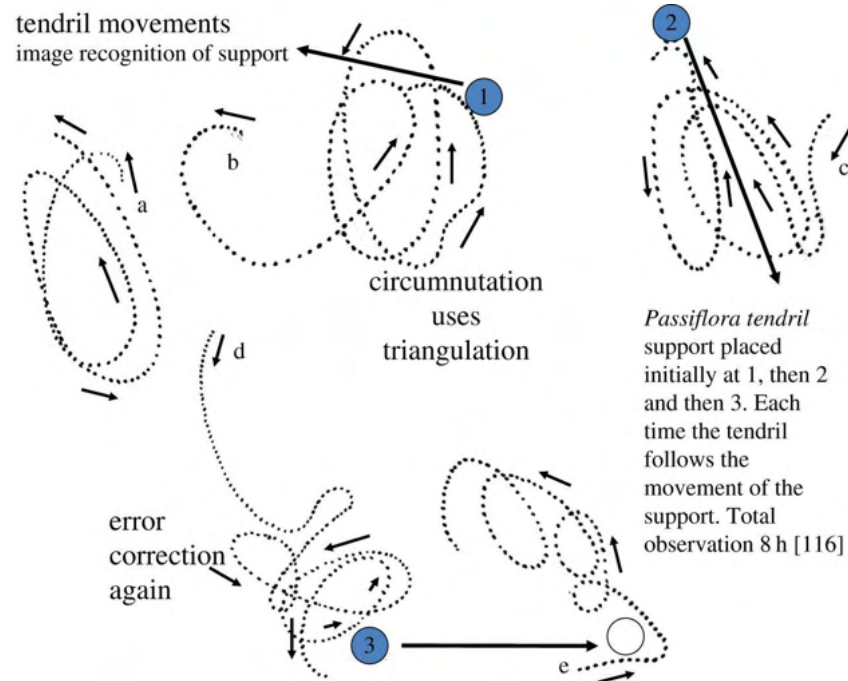 tendril movements
image recognition of support
1
2
a
b
c
circumnutation
uses
triangulation
Passiflora tendril
support placed
initially at 1, then 2
and then 3. Each
time the tendril
follows the
movement of the
support. Total
observation 8 h [116]
d
error
correction
again
3
e